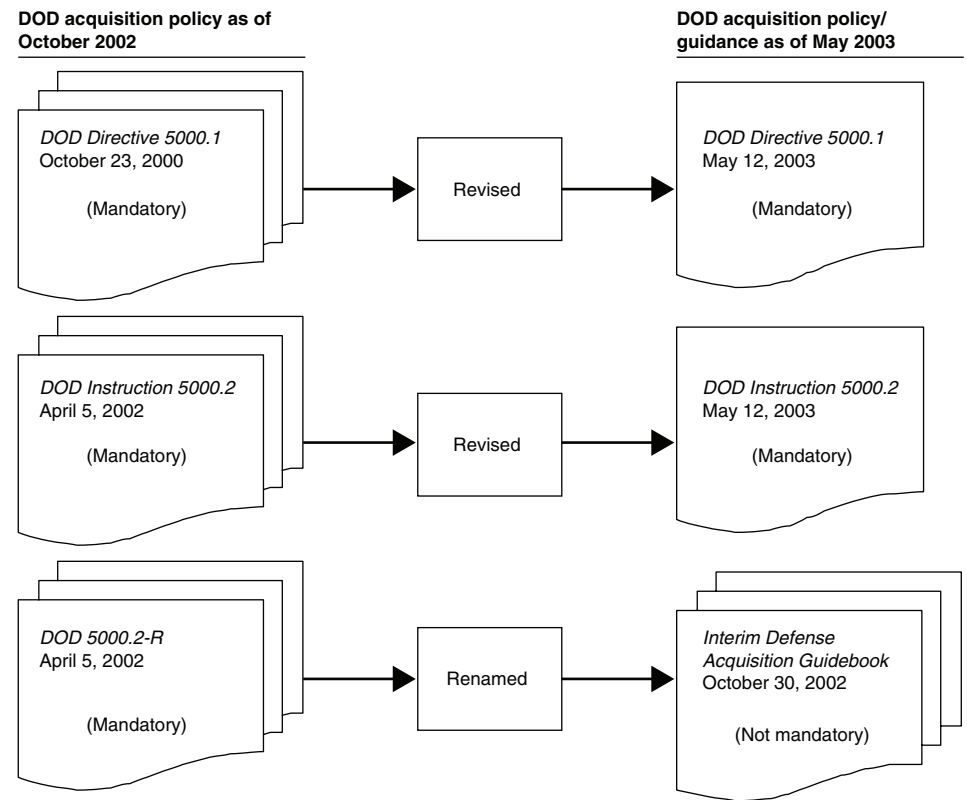 DOD acquisition policy as of
October 2002
DOD acquisition policy/
guidance as of May 2003
DOD Directive 5000.1
October 23, 2000
(Mandatory)
Revised
DOD Directive 5000.1
May 12, 2003
(Mandatory)
DOD Instruction 5000.2
April 5, 2002
(Mandatory)
Revised
DOD Instruction 5000.2
May 12, 2003
(Mandatory)
DOD 5000.2-R
April 5, 2002
(Mandatory)
Renamed
Interim Defense
Acquisition Guidebook
October 30, 2002
(Not mandatory)